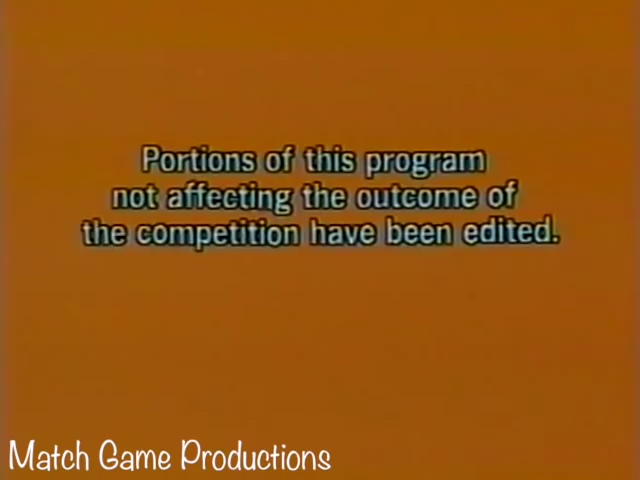 Portions of this program
not affecting the outcome of
the competition have been edited.
Match Game Productions